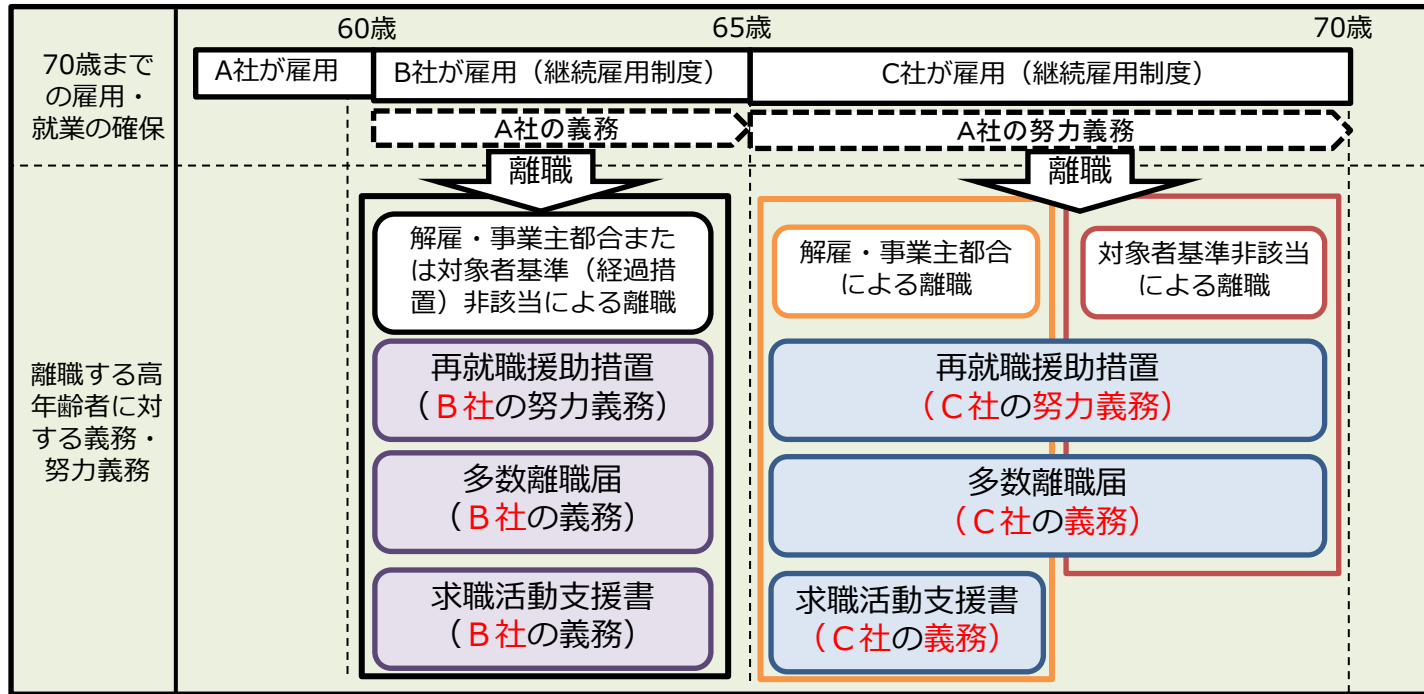 60歳
65歳
70歳
70歳まで
の雇用・
就業の確保
A社が雇用
B社が雇用（継続雇用制度）
C社が雇用（継続雇用制度）
A社の義務
A社の努力義務
離職
離職
離職する高
年齢者に対
する義務・
努力義務
解雇・事業主都合また
は対象者基準（経過措
置）非該当による離職
再就職援助措置
（Ｂ社の努力義務）
多数離職届
（Ｂ社の義務）
求職活動支援書
（Ｂ社の義務）
解雇・事業主都合
による離職
対象者基準非該当
による離職
再就職援助措置
（Ｃ社の努力義務）
多数離職届
（Ｃ社の義務）
求職活動支援書
（Ｃ社の義務）